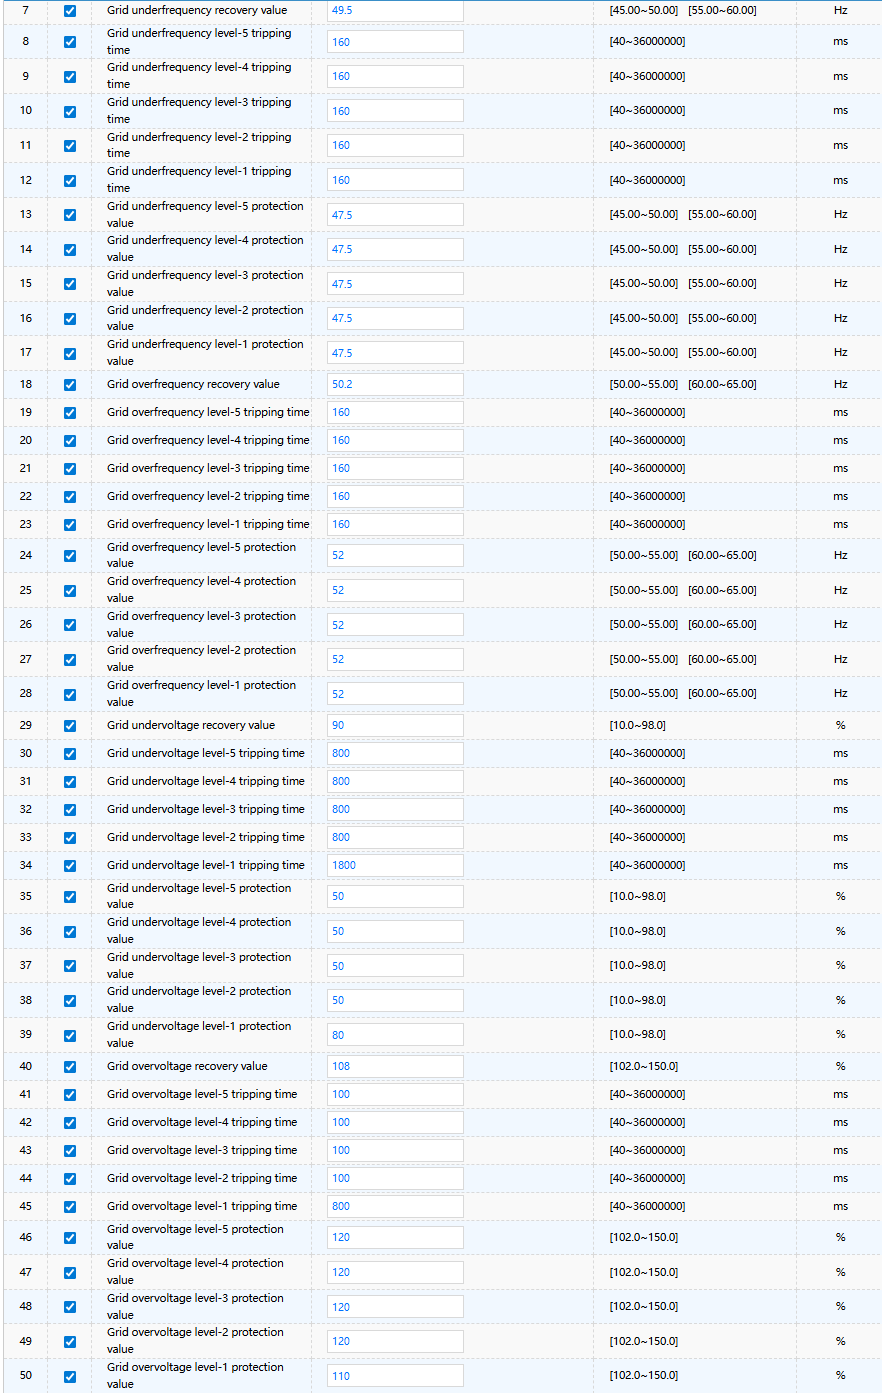 7 Grid underfrequency recovery value 49.5 [45.00~50.00] [55.00~60.00] Hz
8 Grid underfrequency level-5 tripping
time 160 [40~36000000] ms
9 Grid underfrequency level-4 tripping
time 160 [40~36000000] ms
10 Grid underfrequency level-3 tripping
time 160 [40~36000000] ms
11 Grid underfrequency level-2 tripping
time 160 [40~36000000] ms
12 Grid underfrequency level-1 tripping
time 160 [40~36000000] ms
13 Grid underfrequency level-5 protection
value 47.5 [45.00~50.00] [55.00~60.00] Hz
14 Grid underfrequency level-4 protection
value 47.5 [45.00~50.00] [55.00~60.00] Hz
15 Grid underfrequency level-3 protection
value 47.5 [45.00~50.00] [55.00~60.00] Hz
16 Grid underfrequency level-2 protection
value 47.5 [45.00~50.00] [55.00~60.00] Hz
17 Grid underfrequency level-1 protection
value 47.5 [45.00~50.00] [55.00~60.00] Hz
18 Grid overfrequency recovery value 50.2 [50.00~55.00] [60.00~65.00] Hz
19 Grid overfrequency level-5 tripping time 160 [40~36000000] ms
20 Grid overfrequency level-4 tripping time 160 [40~36000000] ms
21 Grid overfrequency level-3 tripping time 160 [40~36000000] ms
22 Grid overfrequency level-2 tripping time 160 [40~36000000] ms
23 Grid overfrequency level-1 tripping time 160 [40~36000000] ms
24 Grid overfrequency level-5 protection
value 52 [50.00~55.00] [60.00~65.00] Hz
25 Grid overfrequency level-4 protection
value 52 [50.00~55.00] [60.00~65.00] Hz
26 Grid overfrequency level-3 protection
value 52 [50.00~55.00] [60.00~65.00] Hz
27 Grid overfrequency level-2 protection
value 52 [50.00~55.00] [60.00~65.00] Hz
28 Grid overfrequency level-1 protection
value 52 [50.00~55.00] [60.00~65.00] Hz
29 Grid undervoltage recovery value 90 [10.0~98.0] %
30 Grid undervoltage level-5 tripping time 800 [40~36000000] ms
31 Grid undervoltage level-4 tripping time 800 [40~36000000] ms
32 Grid undervoltage level-3 tripping time 800 [40~36000000] ms
33 Grid undervoltage level-2 tripping time 800 [40~36000000] ms
34 Grid undervoltage level-1 tripping time 1800 [40~36000000] ms
35 Grid undervoltage level-5 protection
value 50 [10.0~98.0] %
36 Grid undervoltage level-4 protection
value 50 [10.0~98.0] %
37 Grid undervoltage level-3 protection
value 50 [10.0~98.0] %
38 Grid undervoltage level-2 protection
value 50 [10.0~98.0] %
39 Grid undervoltage level-1 protection
value 80 [10.0~98.0] %
40 Grid overvoltage recovery value 108 [102.0~150.0] %
41 Grid overvoltage level-5 tripping time 100 [40~36000000] ms
42 Grid overvoltage level-4 tripping time 100 [40~36000000] ms
43 Grid overvoltage level-3 tripping time 100 [40~36000000] ms
44 Grid overvoltage level-2 tripping time 100 [40~36000000] ms
45 Grid overvoltage level-1 tripping time 800 [40~36000000] ms
46 Grid overvoltage level-5 protection
value 120 [102.0~150.0] %
47 Grid overvoltage level-4 protection
value 120 [102.0~150.0] %
48 Grid overvoltage level-3 protection
value 120 [102.0~150.0] %
49 Grid overvoltage level-2 protection
value 120 [102.0~150.0] %
50 Grid overvoltage level-1 protection
value 110 [102.0~150.0] %